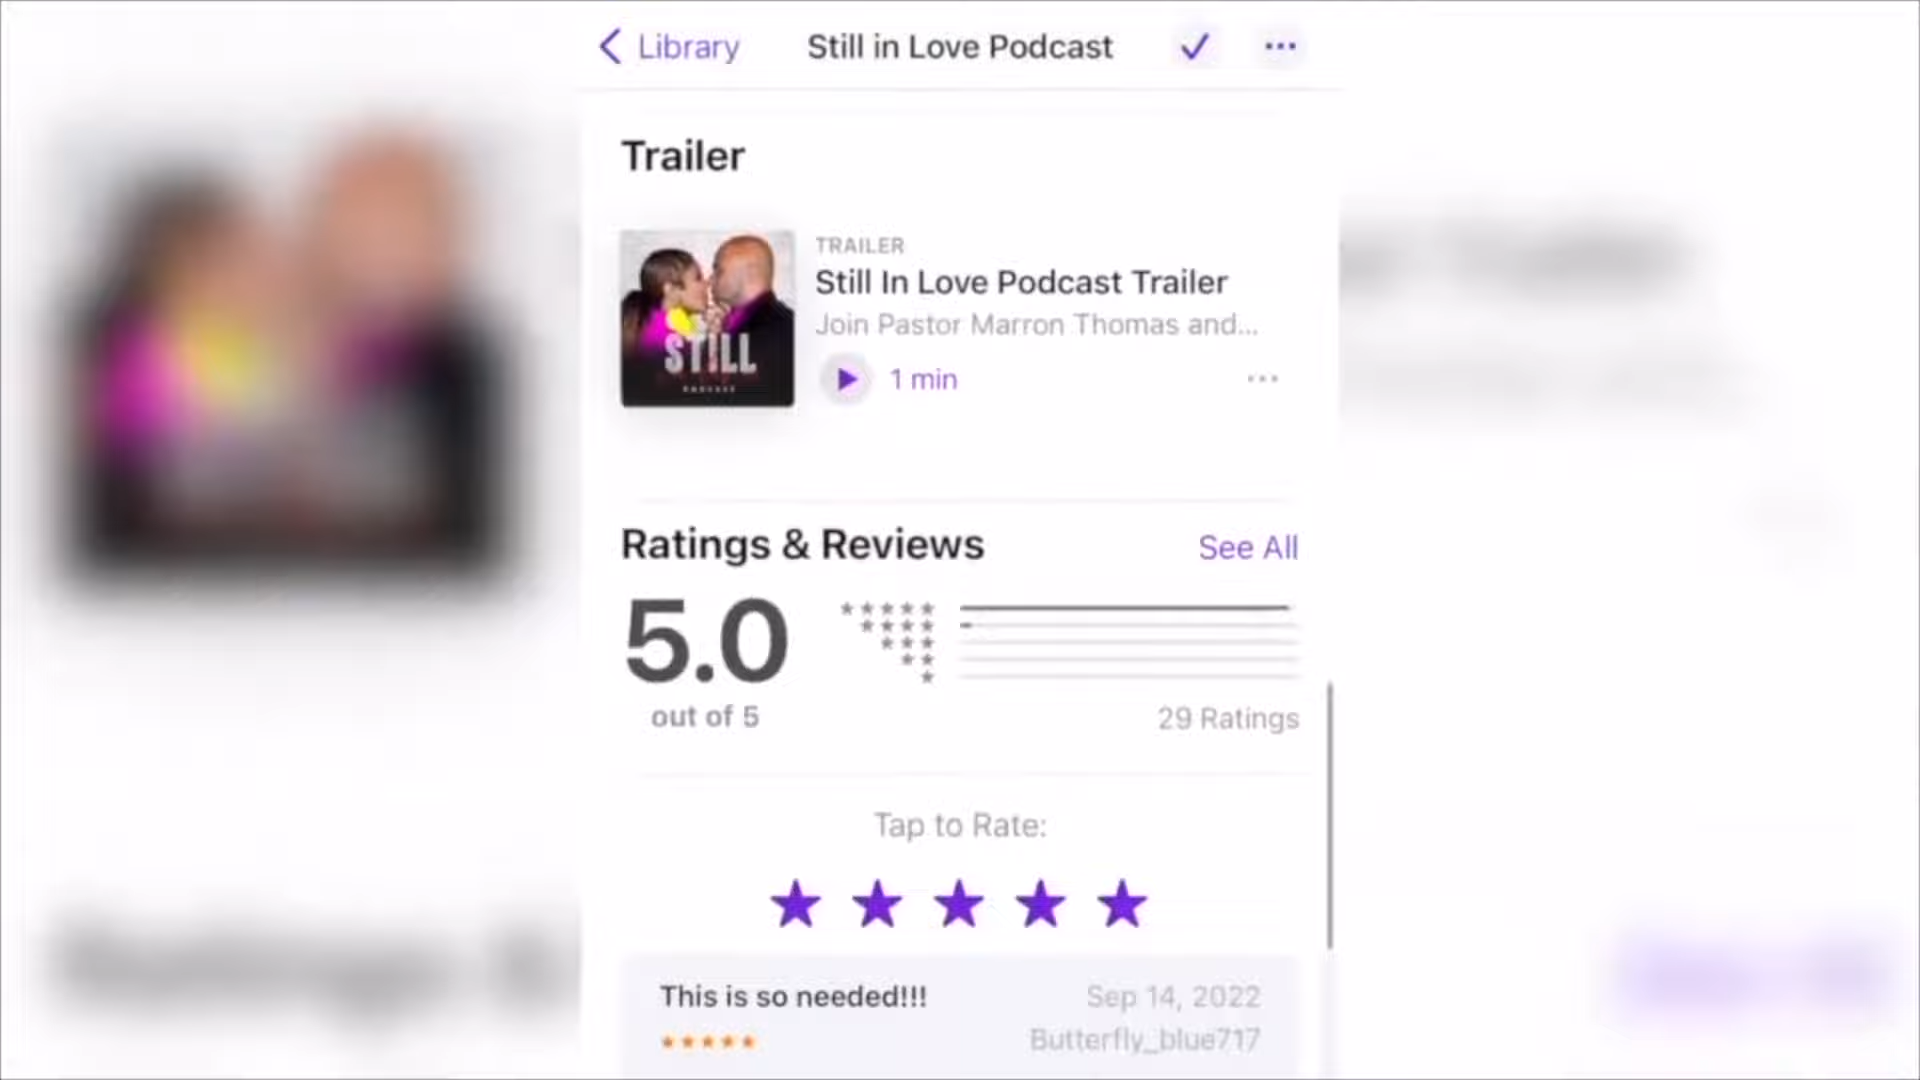 Library
Still in Love Podcast
Trailer
TRAILER
Still In Love Podcast Trailer
Join Pastor Marron Thomas and...
STILL
PODCAST
1 min
Ratings & Reviews
See All
5.0
out of 5
29 Ratings
Tap to Rate:
This is so needed!!!
Sep 14, 2022
Butterfly_blue717